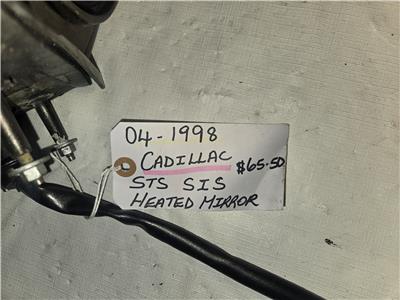 04-1998
CADILLAC $65.50
STS SIS
HEATED MIRROR